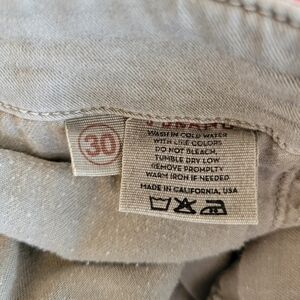 30
WASH IN COLD WATER
WITH LIKE COLORS
DO NOT BLEACH.
TUMBLE DRY LOW
REMOVE PROMPTLY
WARM IRON IF NEEDED
MADE IN CALIFORNIA, USA